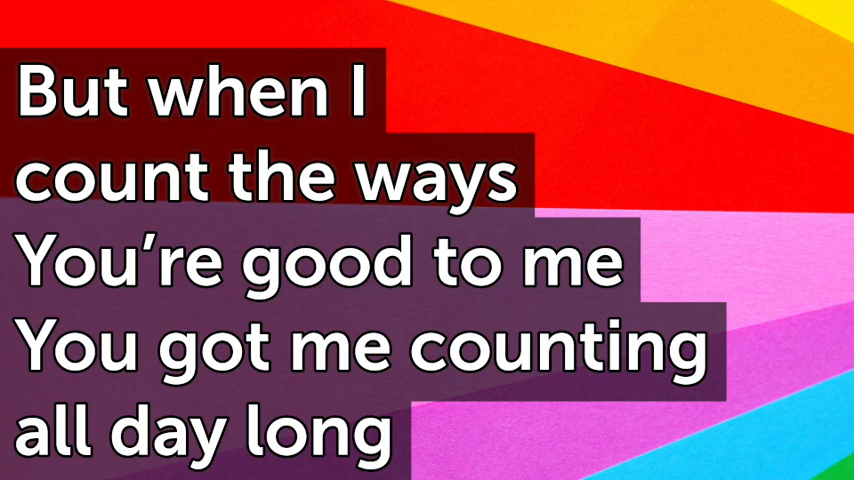 But when I
count the ways
You’re good to me
You got me counting
all day long